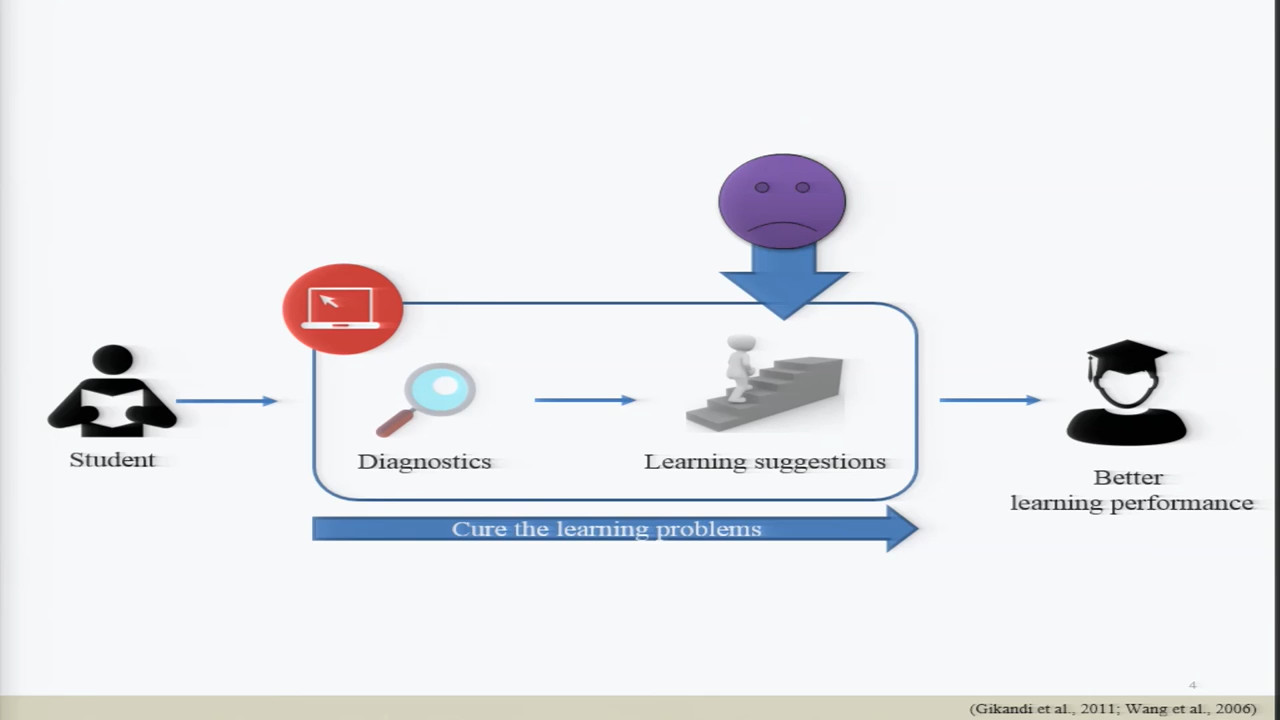 Student
Diagnostics
Learning suggestions
Better
learning performance
Cure the learning problems
4
(Gikandi et al., 2011; Wang et al., 2006)